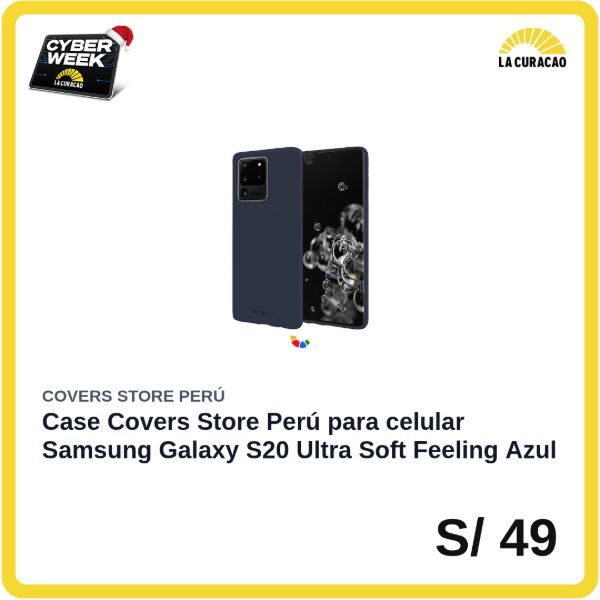 CYBER
WEEK
LA CURACAO
LA CURACAO
COVERS STORE PERÚ
Case Covers Store Perú para celular
Samsung Galaxy S20 Ultra Soft Feeling Azul
S/ 49